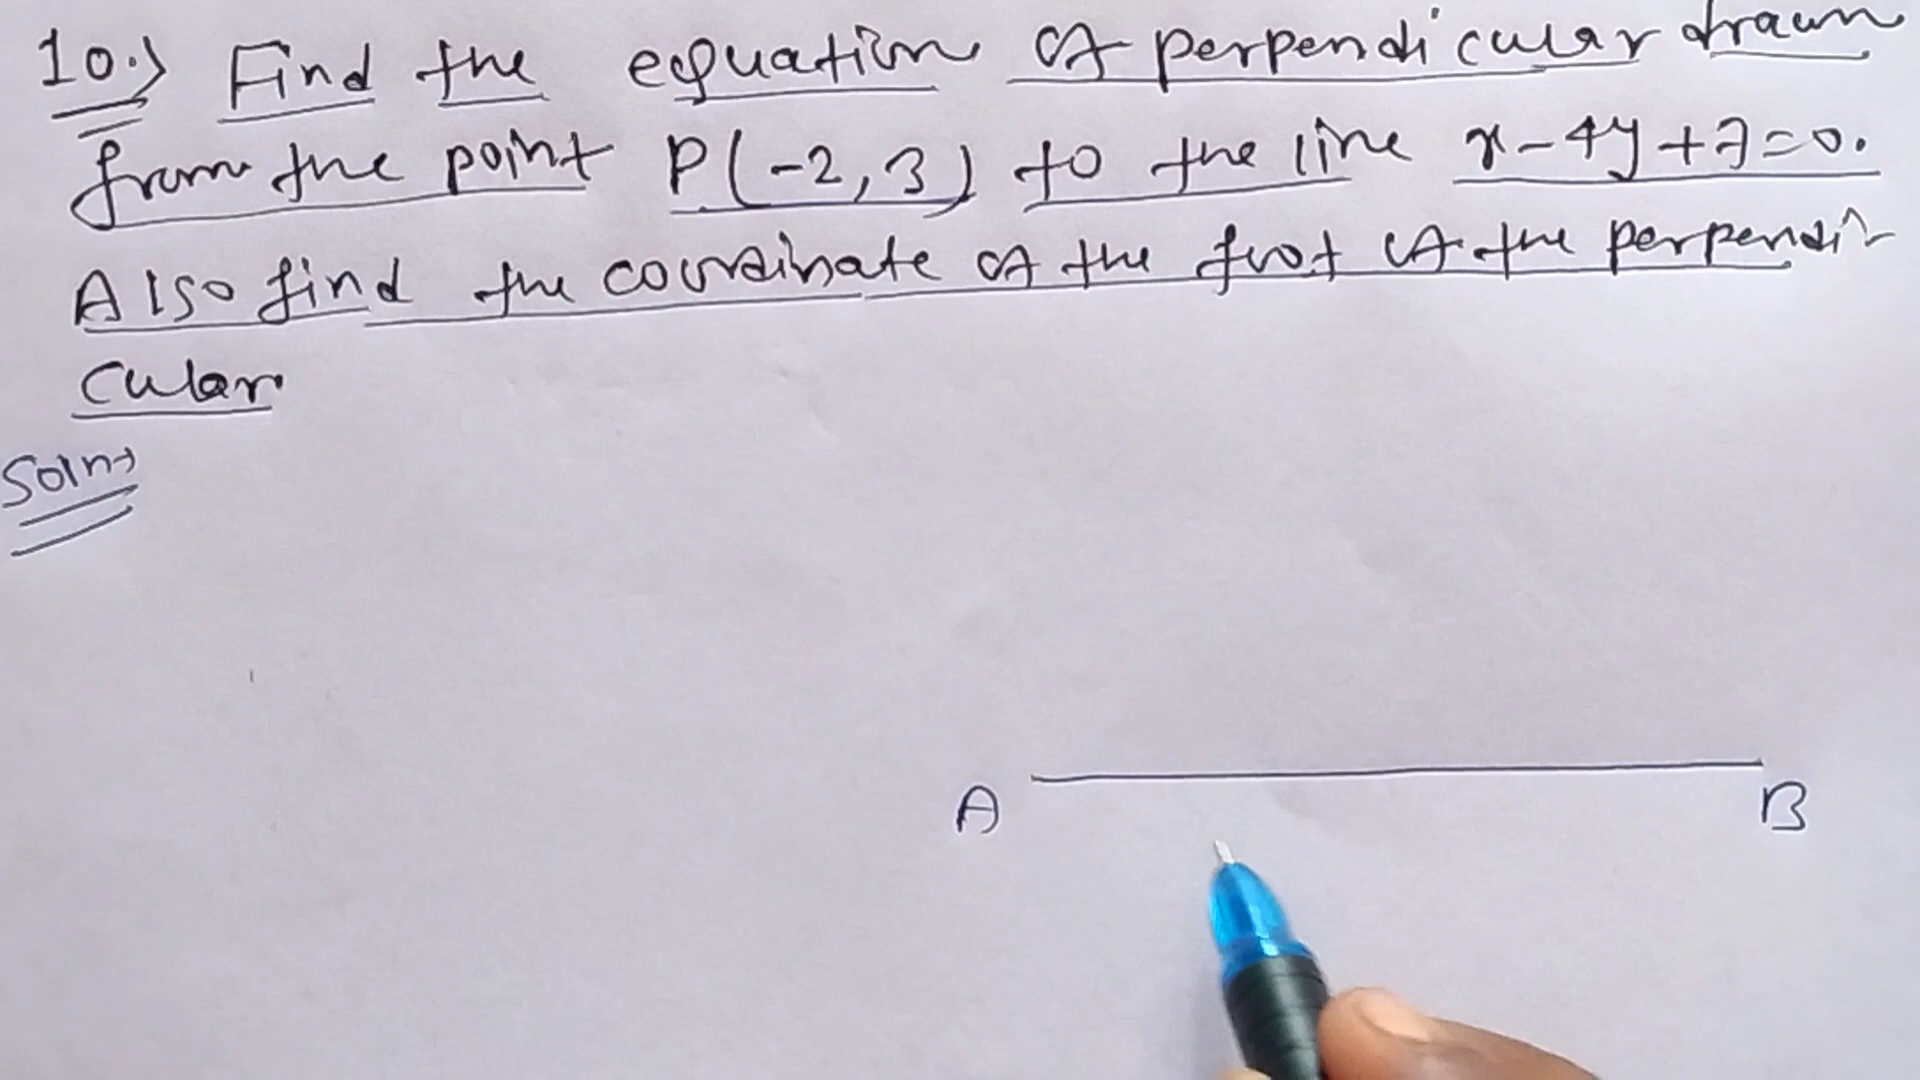 10.) Find the equation of perpendicular drawn
from the point P(-2,3) to the line x-4y+7=0.
Also find the coordinate of the foot of the perpendi-
cular.
Soln→
A B